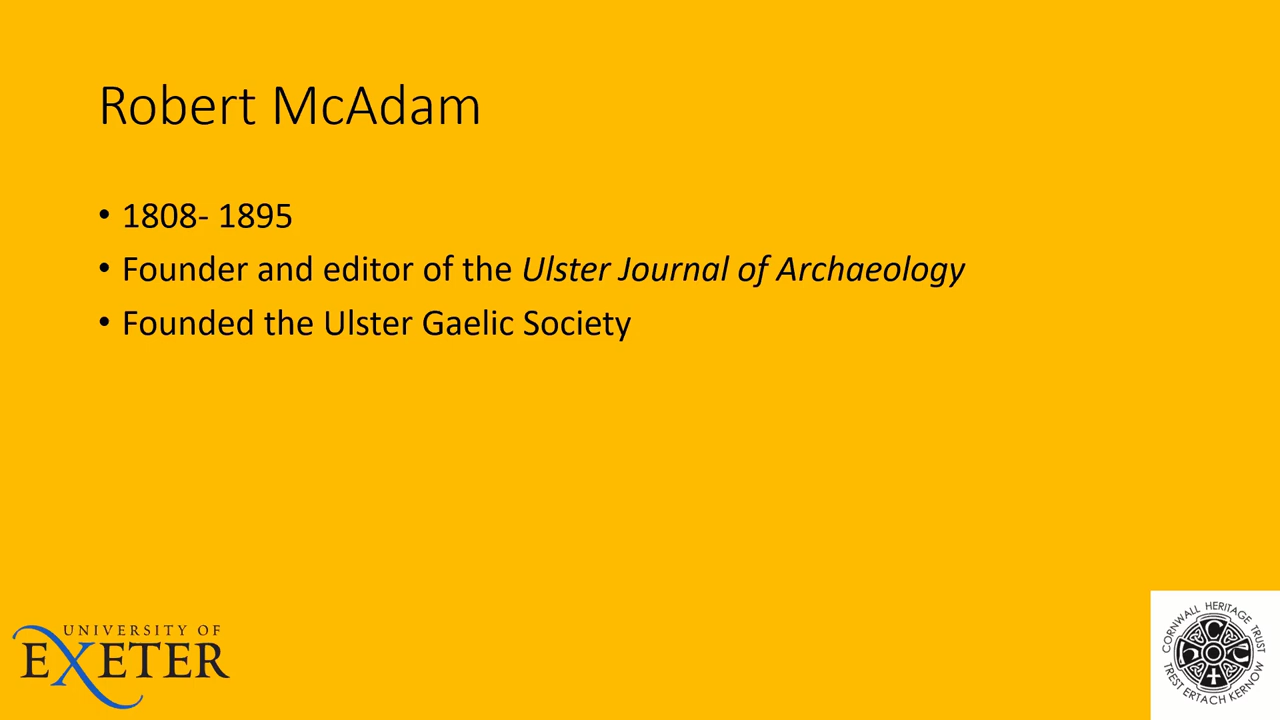 Robert McAdam
• 1808- 1895
• Founder and editor of the Ulster Journal of Archaeology
• Founded the Ulster Gaelic Society
UNIVERSITY OF
EXETER
CORNWALL HERITAGE TRUST
TREST ERTACH KERNOW